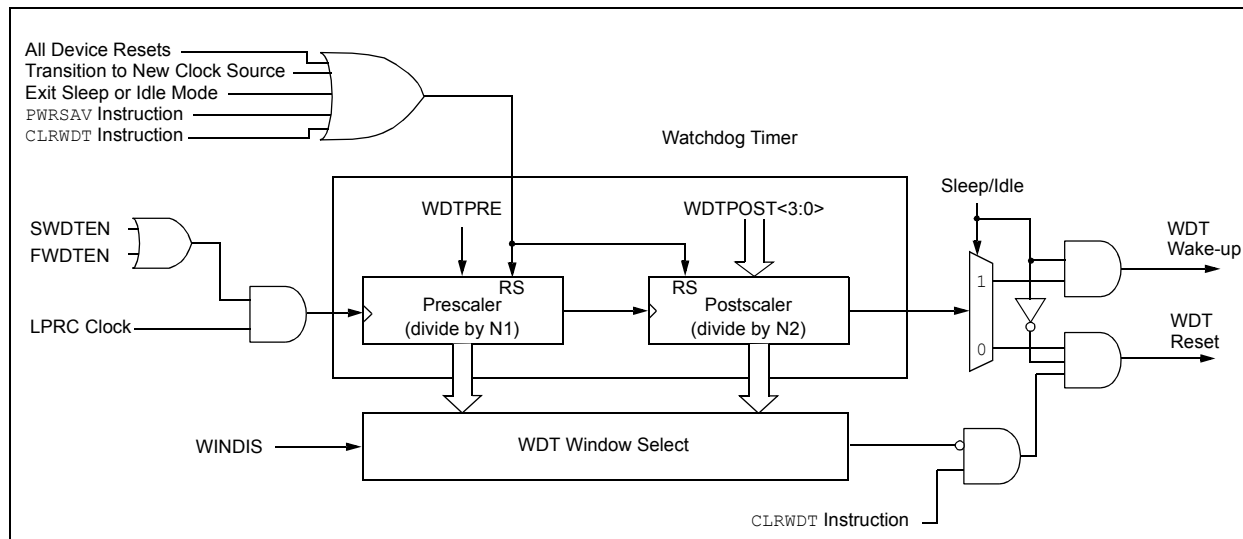 All Device Resets
Transition to New Clock Source
Exit Sleep or Idle Mode
PWRSAV Instruction
CLRWDT Instruction
Watchdog Timer
Sleep/Idle
SWDTEN
FWDTEN
WDTPRE
WDTPOST<3:0>
WDT
Wake-up
RS
RS
1
Prescaler
(divide by N1)
Postscaler
(divide by N2)
LPRC Clock
0
WDT
Reset
WINDIS
WDT Window Select
CLRWDT Instruction